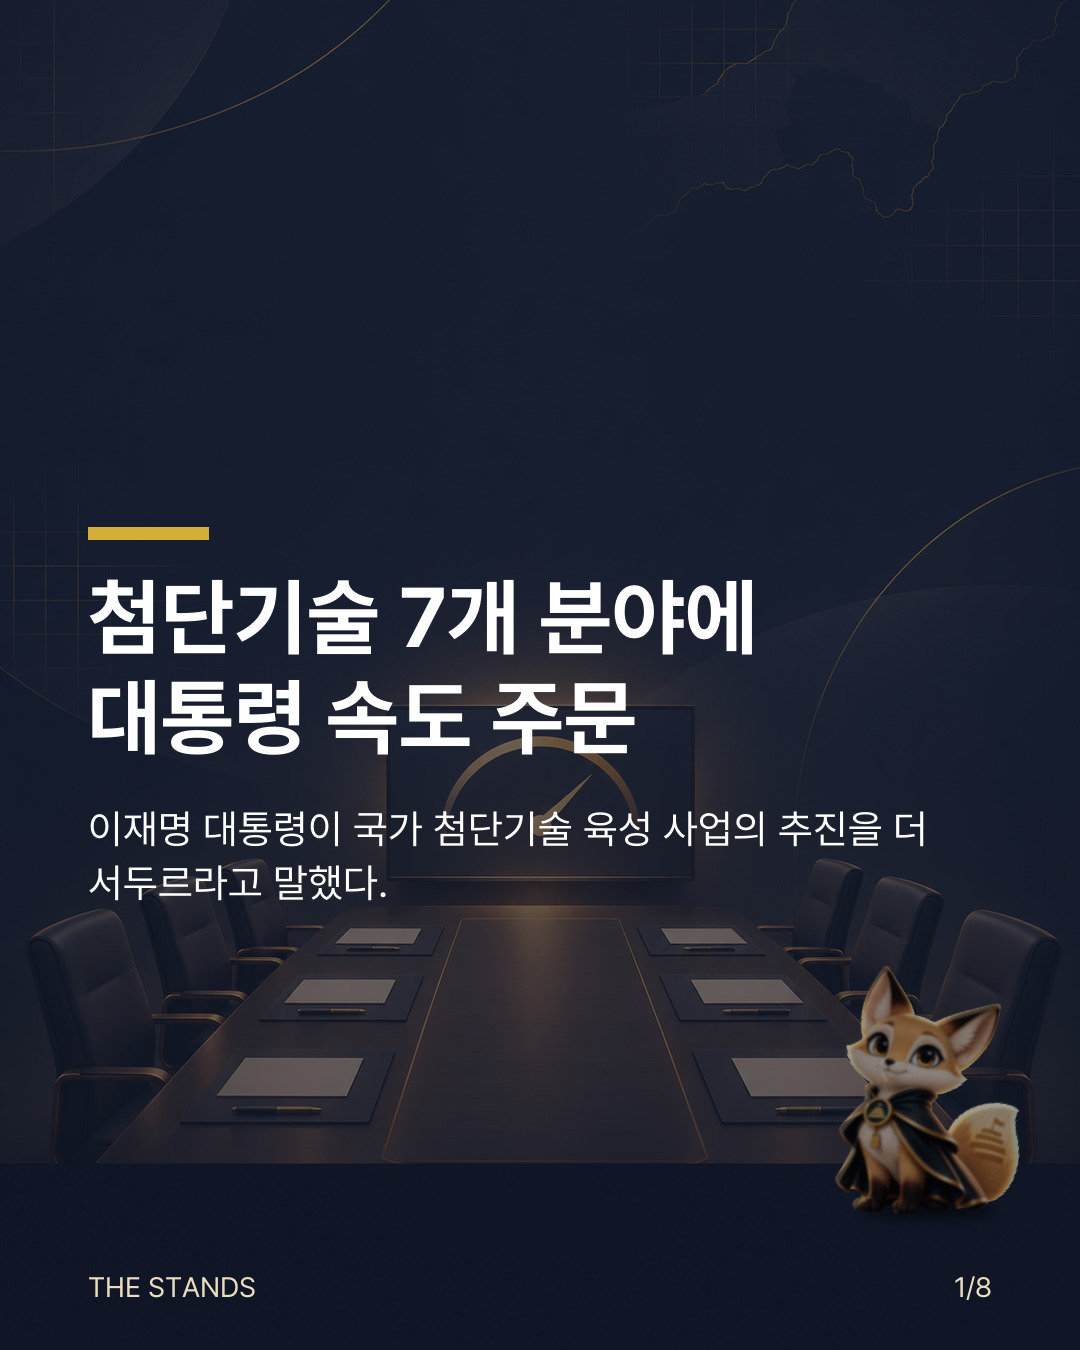 첨단기술 7개 분야에
대통령 속도 주문
이재명 대통령이 국가 첨단기술 육성 사업의 추진을 더
서두르라고 말했다.
THE STANDS
1/8